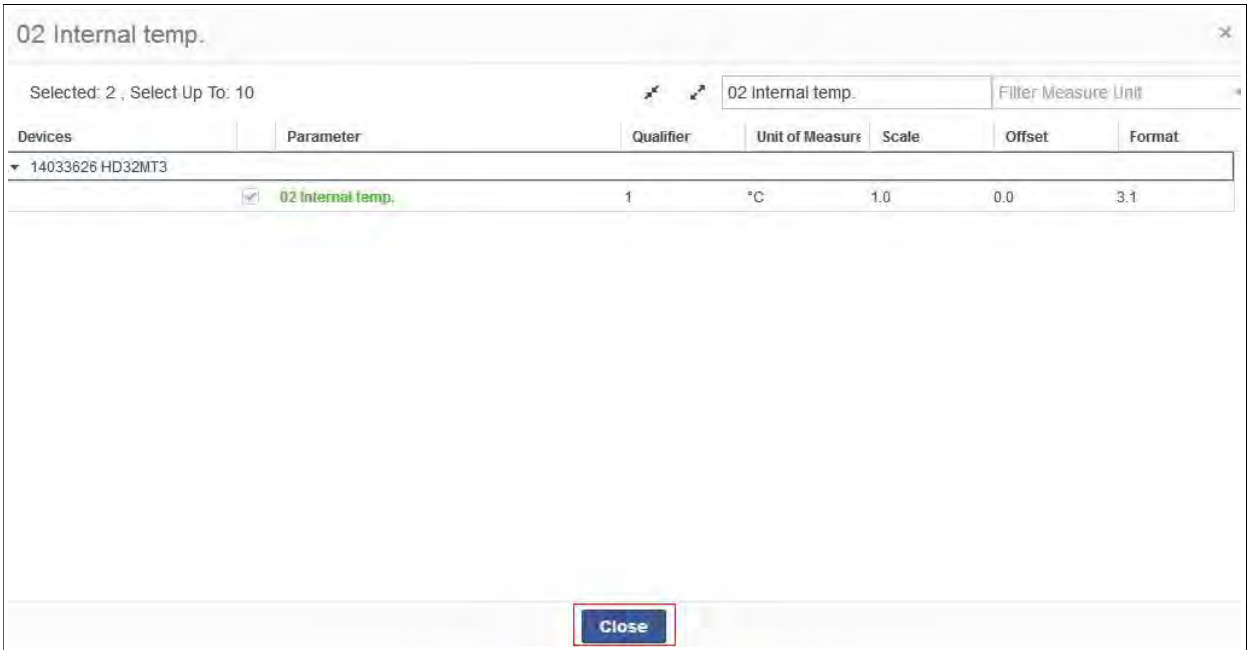 02 Internal temp.
Selected: 2 , Select Up To: 10
02 Internal temp.
Filter Measure Unit
Devices Parameter Qualifier Unit of Measure Scale Offset Format
14033626 HD32MT3
02 Internal temp. 1 °C 1.0 0.0 3.1
Close